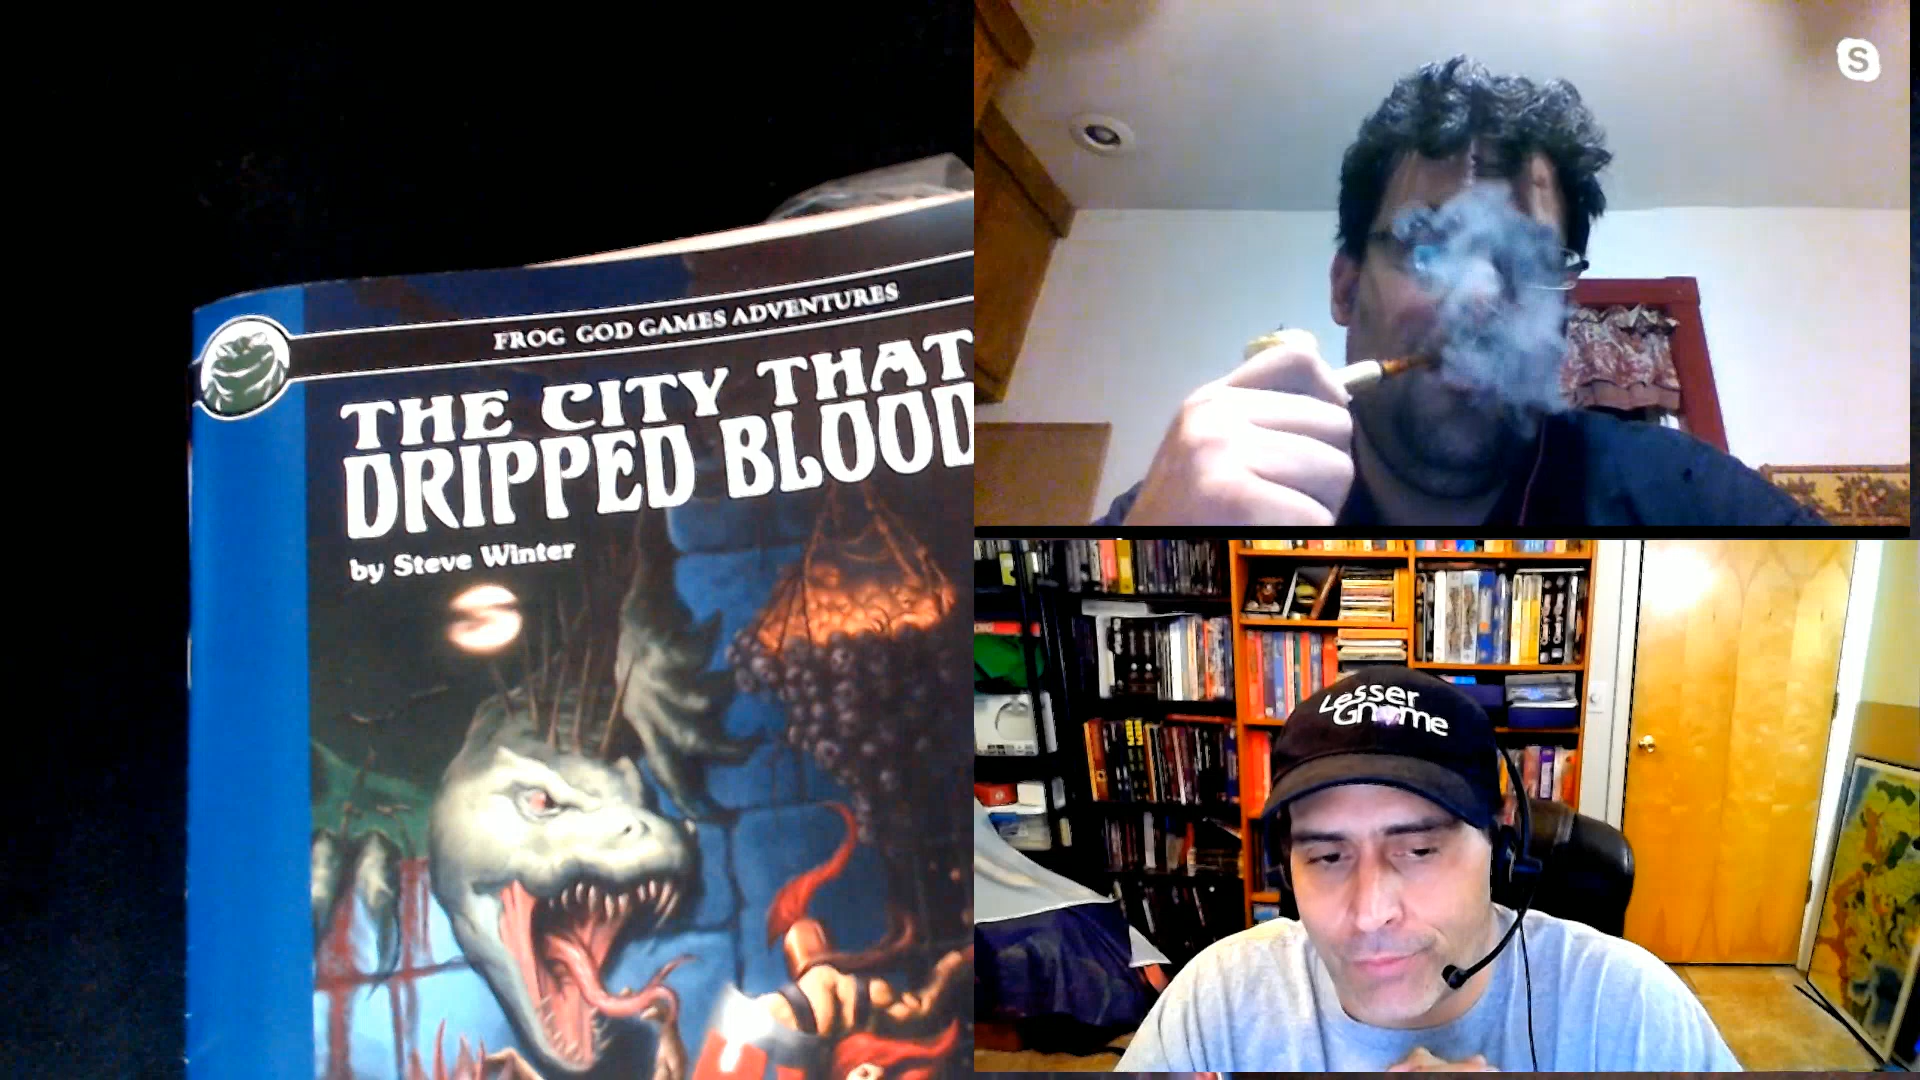 FROG GOD GAMES ADVENTURES
THE CITY THAT
DRIPPED BLOOD
by Steve Winter
S
Lesser
Gnome